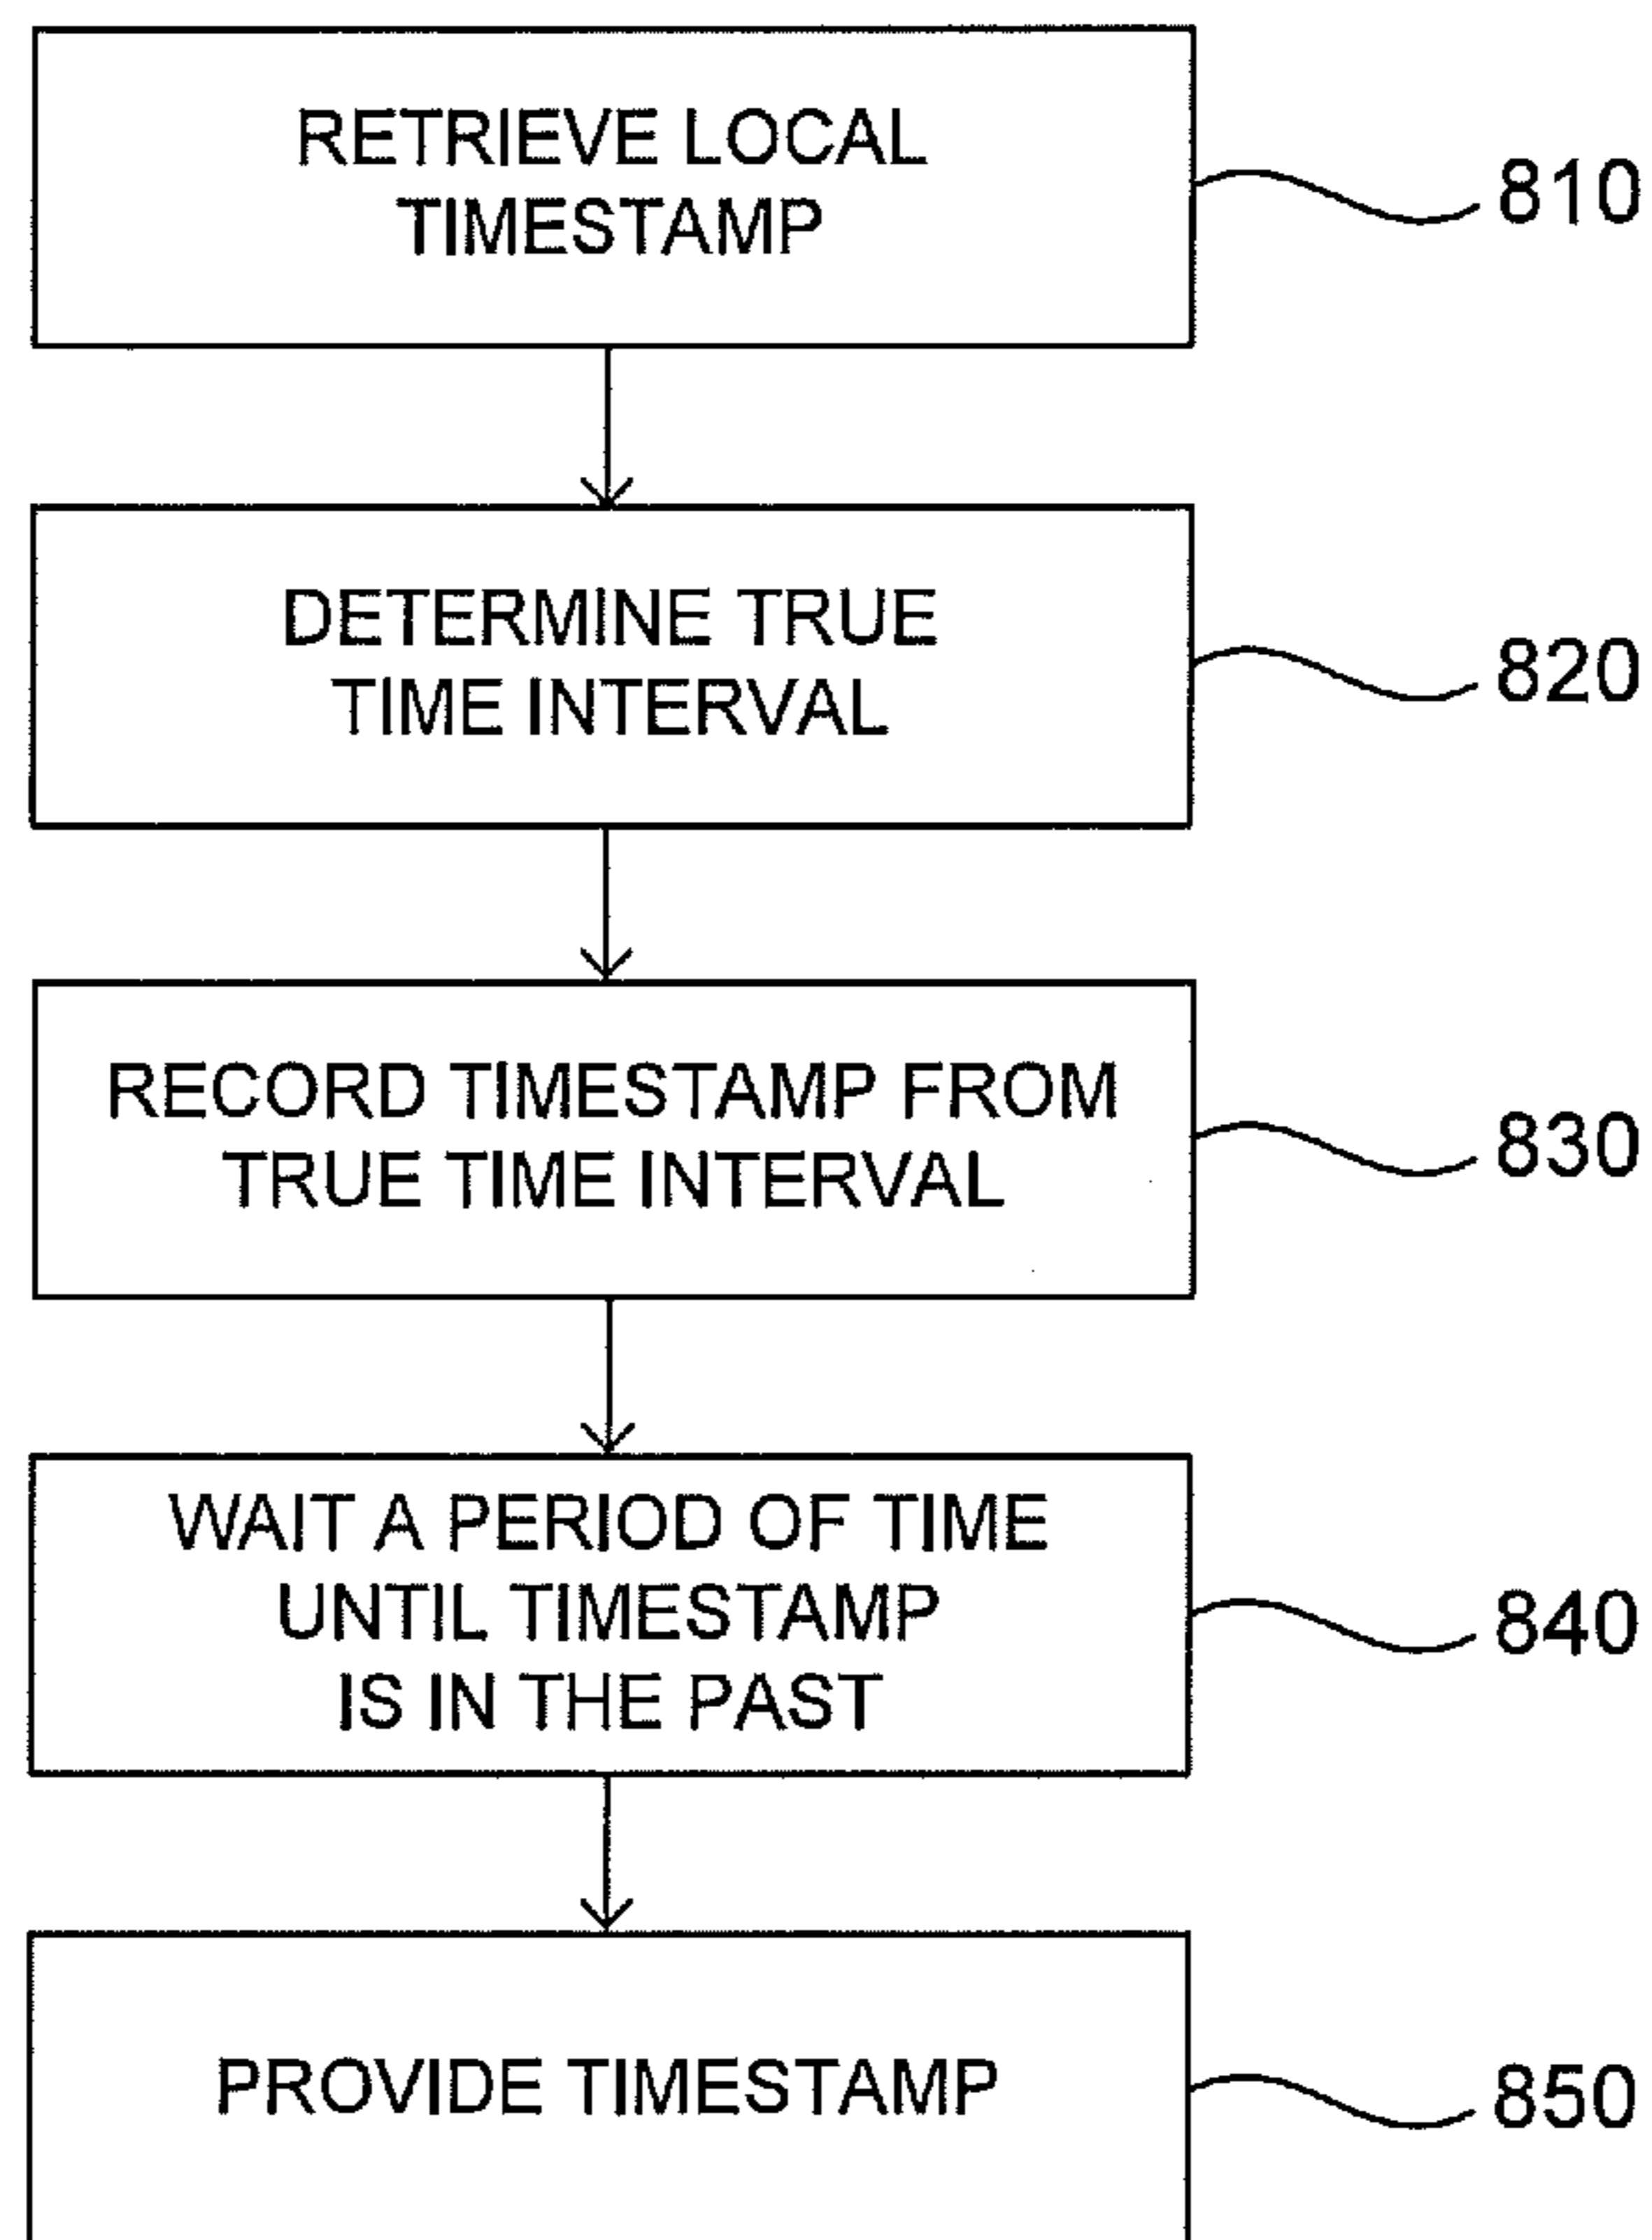 RETRIEVE LOCAL
TIMESTAMP
810
DETERMINE TRUE
TIME INTERVAL
820
RECORD TIMESTAMP FROM
TRUE TIME INTERVAL
830
WAIT A PERIOD OF TIME
UNTIL TIMESTAMP
IS IN THE PAST
840
PROVIDE TIMESTAMP
850